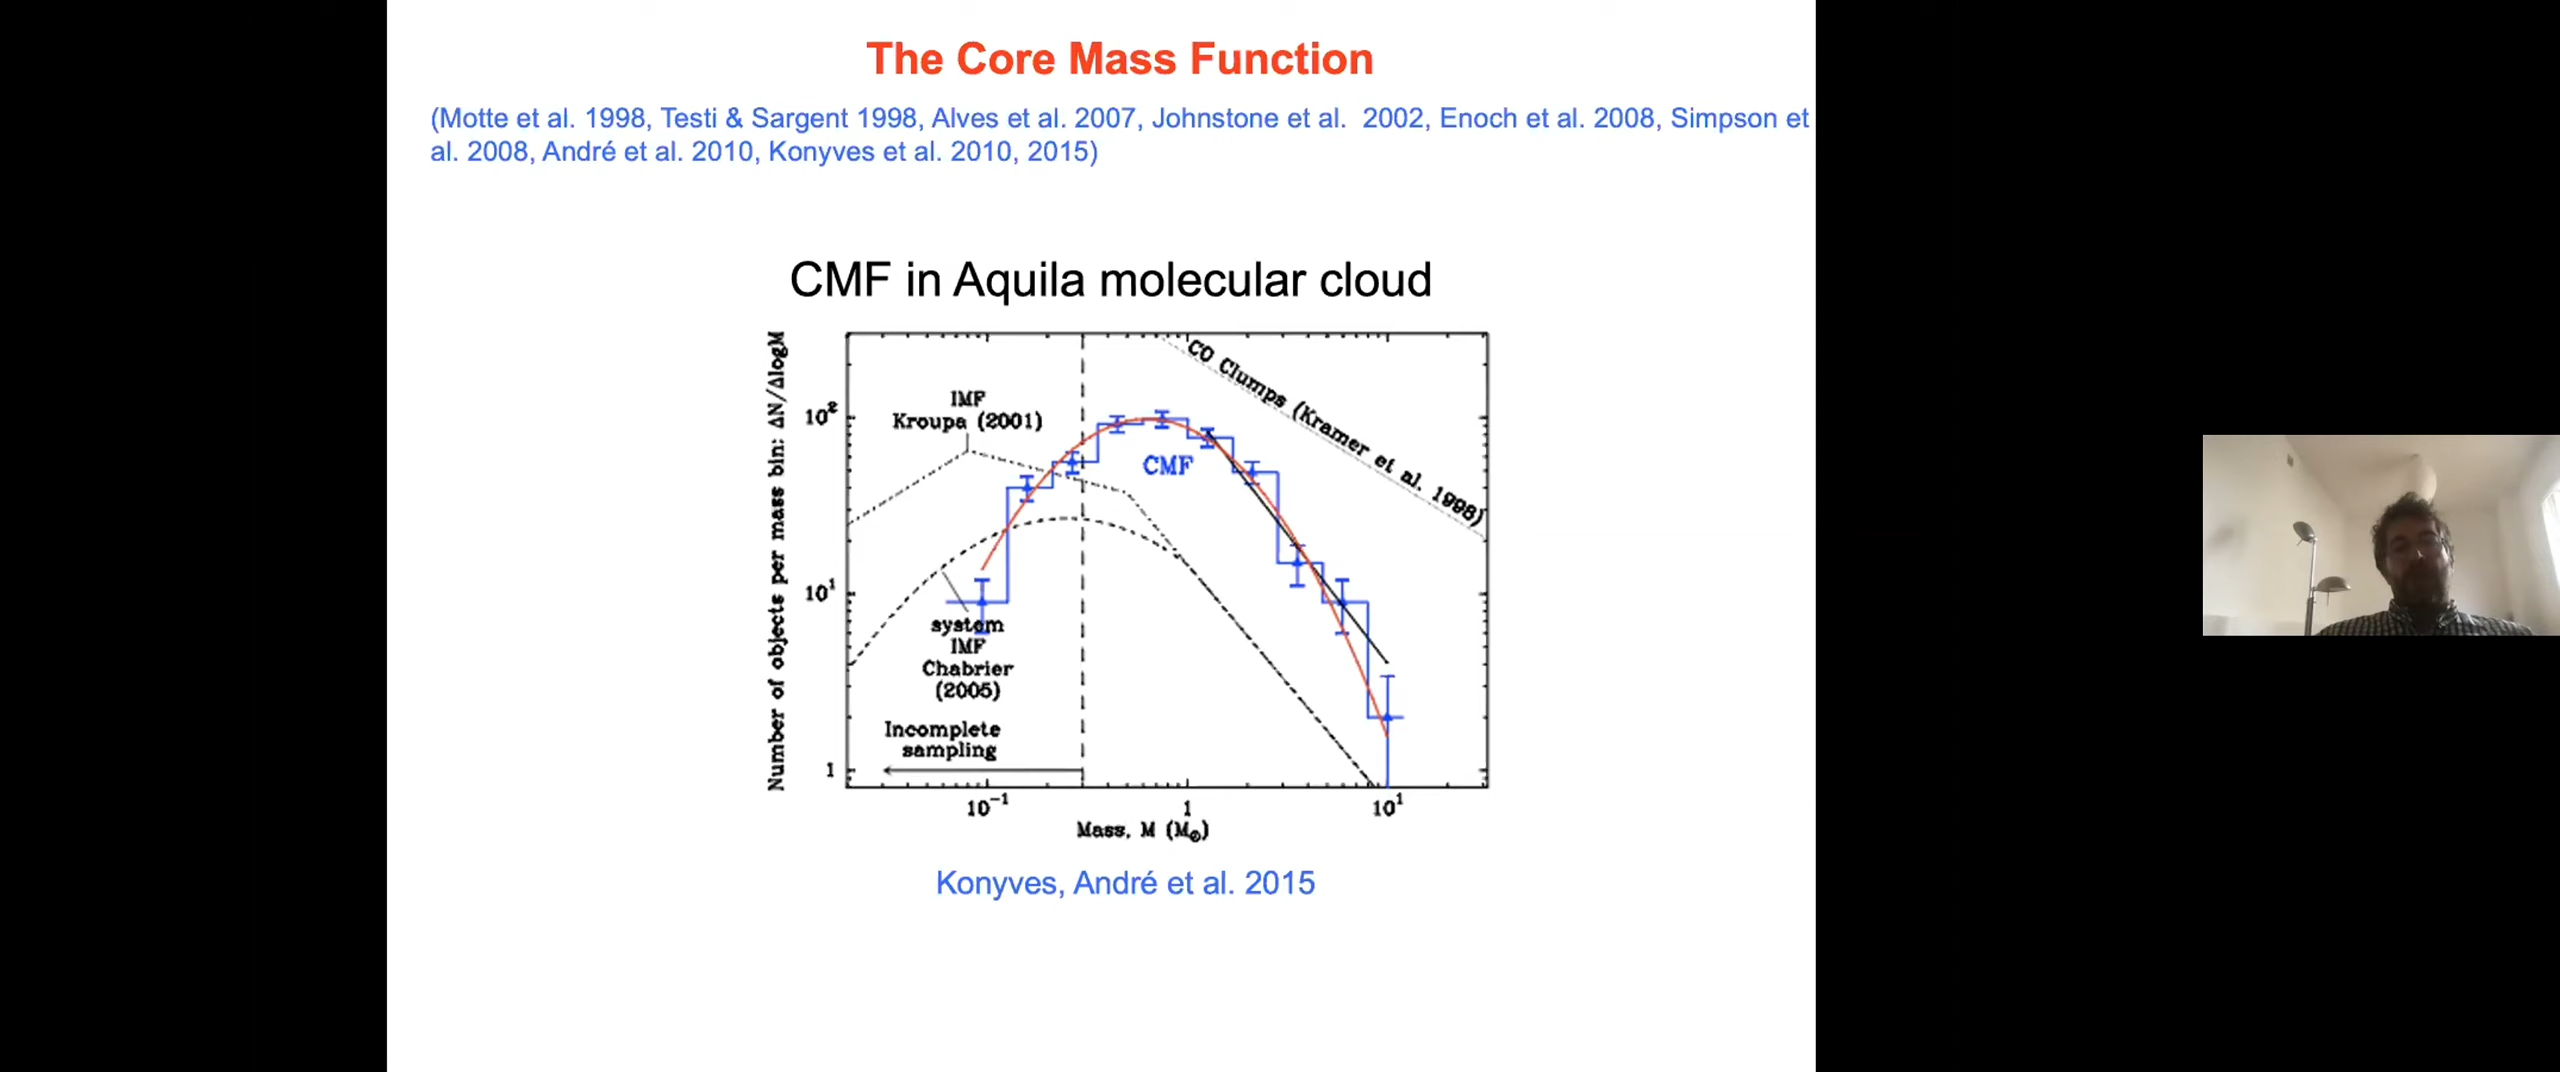 The Core Mass Function
(Motte et al. 1998, Testi & Sargent 1998, Alves et al. 2007, Johnstone et al. 2002, Enoch et al. 2008, Simpson et
al. 2008, André et al. 2010, Konyves et al. 2010, 2015)
CMF in Aquila molecular cloud
Number of objects per mass bin: ΔN/ΔlogM
10²
10¹
1
IMF
Kroupa (2001)
CO Clumps (Kramer et al. 1998)
CMF
system
IMF
Chabrier
(2005)
Incomplete
sampling
10⁻¹
1
10¹
Mass, M (M⊙)
Konyves, André et al. 2015